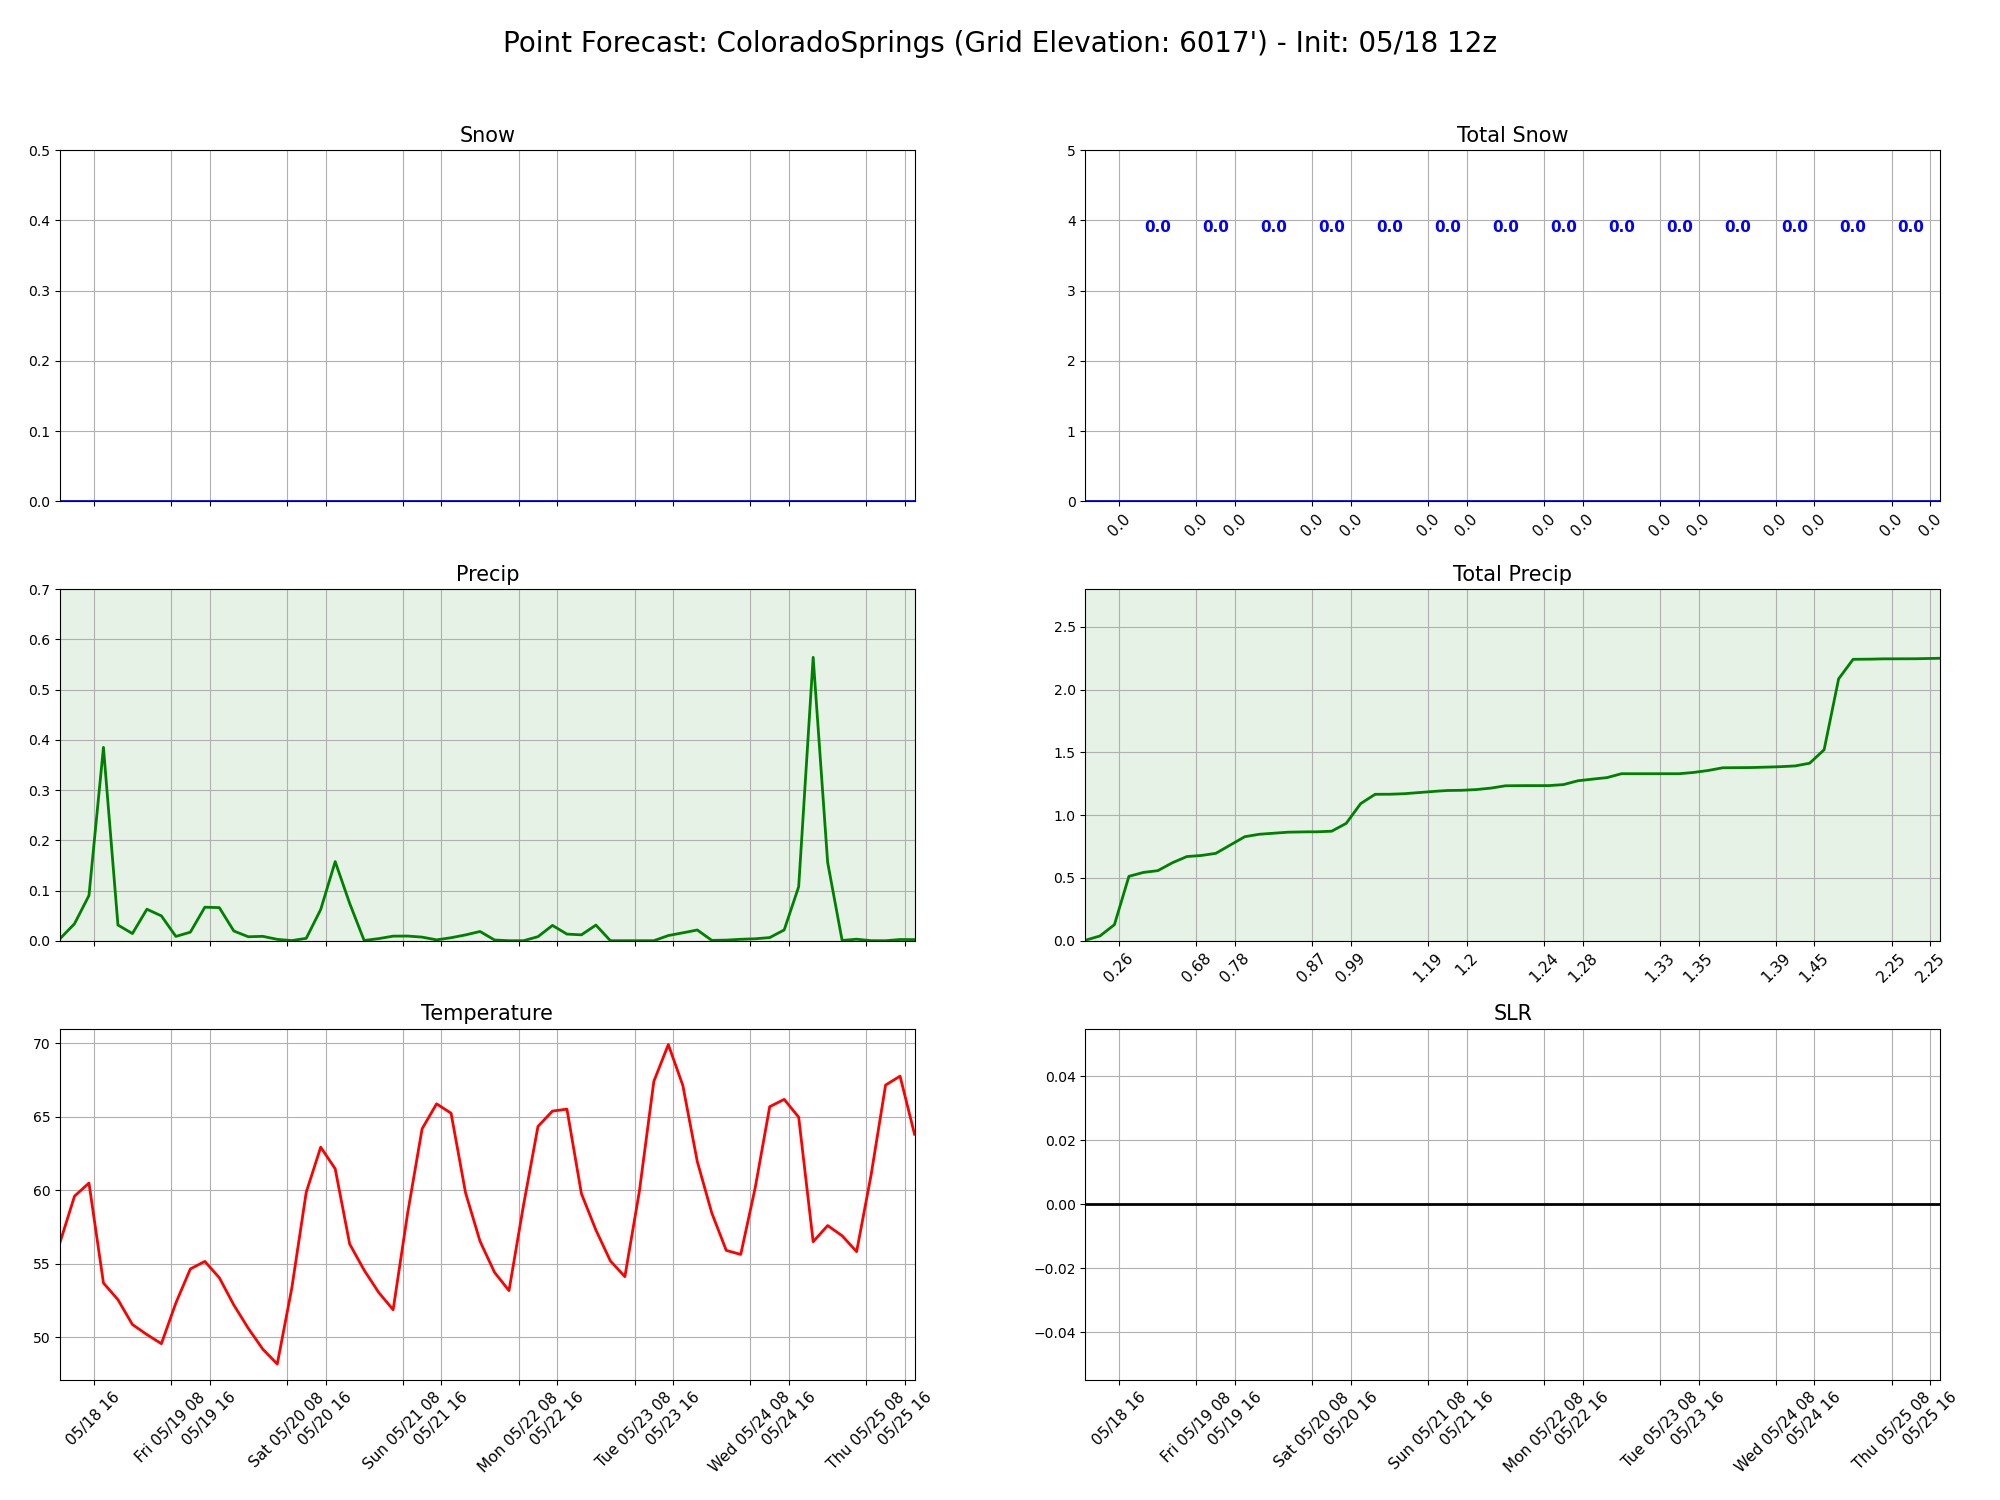 Point Forecast: ColoradoSprings (Grid Elevation: 6017') - Init: 05/18 12z
Snow
0.5
0.4
0.3
0.2
0.1
0.0
Total Snow
5
4
3
2
1
0
0.0 0.0 0.0 0.0 0.0 0.0 0.0 0.0 0.0 0.0 0.0 0.0 0.0 0.0
0.0 0.0 0.0 0.0 0.0 0.0 0.0 0.0 0.0 0.0 0.0 0.0 0.0 0.0 0.0
Precip
0.7
0.6
0.5
0.4
0.3
0.2
0.1
0.0
Total Precip
2.5
2.0
1.5
1.0
0.5
0.0
0.26 0.68 0.78 0.87 0.99 1.19 1.2 1.24 1.28 1.33 1.35 1.39 1.45 2.25 2.25
Temperature
70
65
60
55
50
05/18 16
Fri 05/19 08
05/19 16
Sat 05/20 08
05/20 16
Sun 05/21 08
05/21 16
Mon 05/22 08
05/22 16
Tue 05/23 08
05/23 16
Wed 05/24 08
05/24 16
Thu 05/25 08
05/25 16
SLR
0.04
0.02
0.00
−0.02
−0.04
05/18 16
Fri 05/19 08
05/19 16
Sat 05/20 08
05/20 16
Sun 05/21 08
05/21 16
Mon 05/22 08
05/22 16
Tue 05/23 08
05/23 16
Wed 05/24 08
05/24 16
Thu 05/25 08
05/25 16